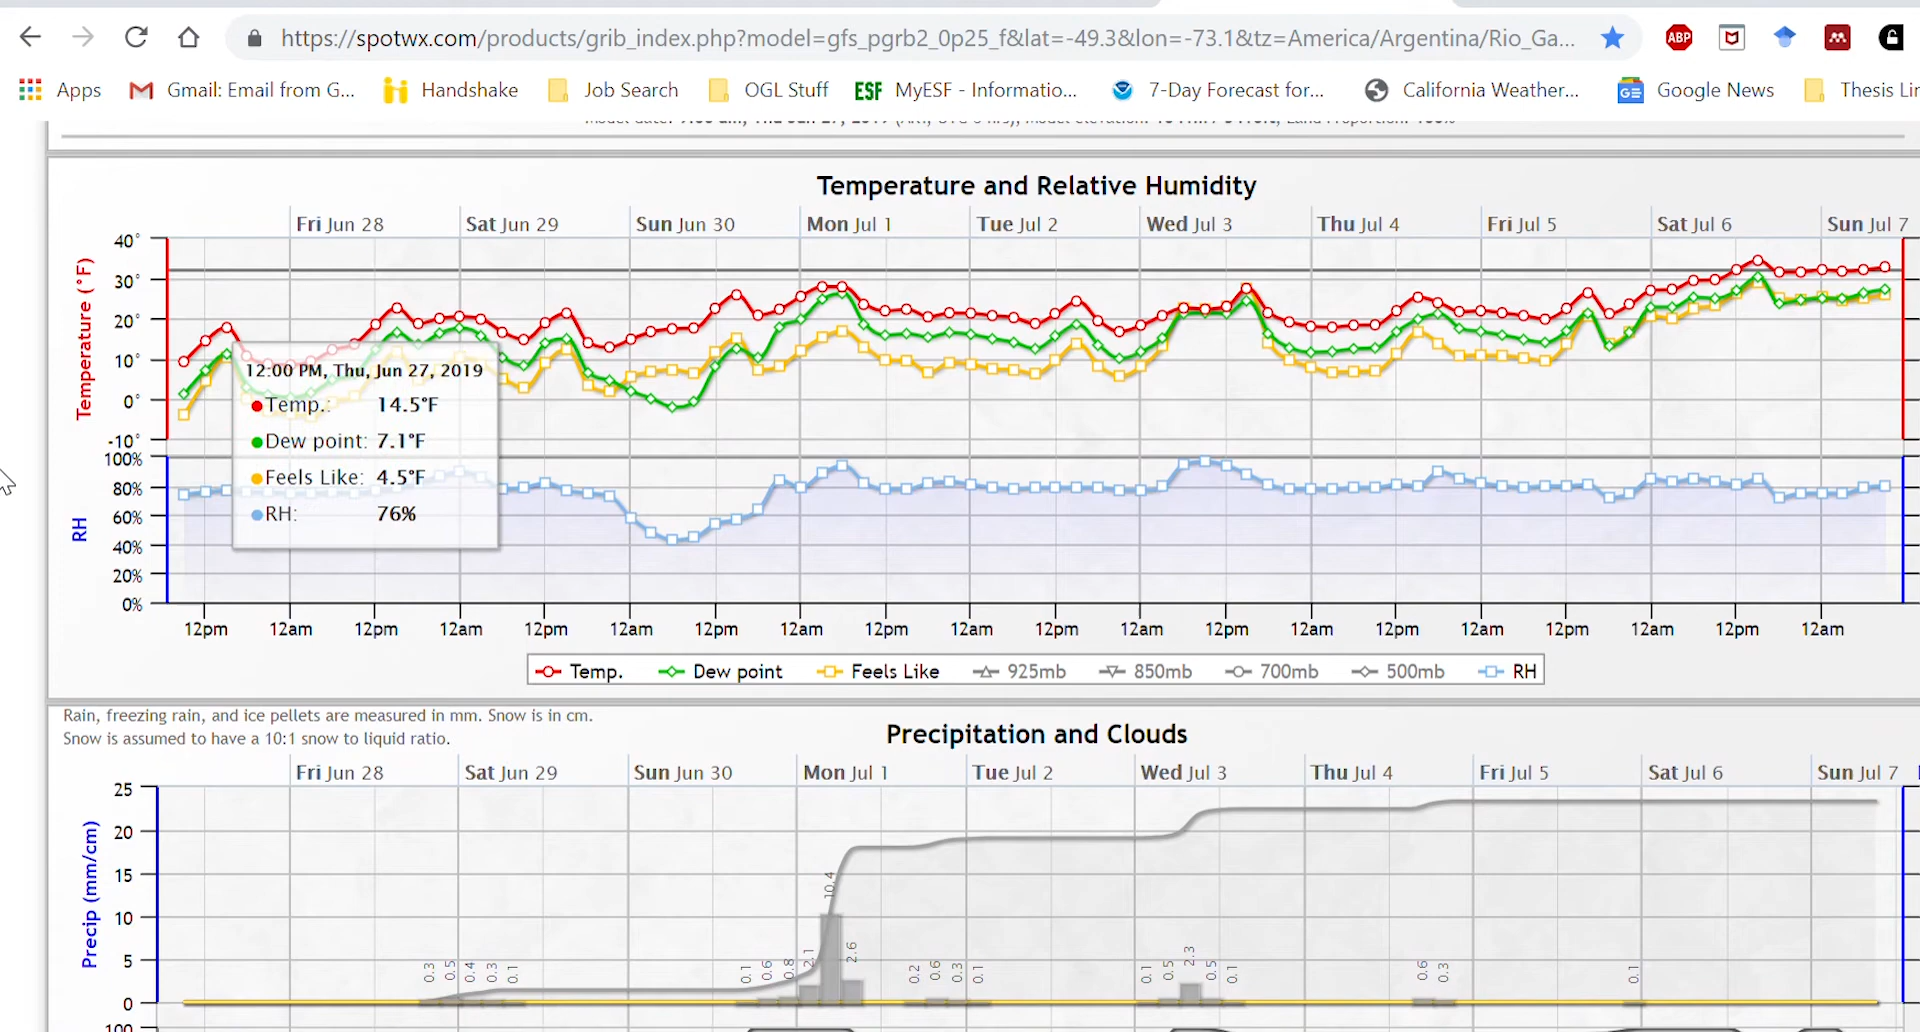 https://spotwx.com/products/grib_index.php?model=gfs_pgrb2_0p25_f&lat=-49.3&lon=-73.1&tz=America/Argentina/Rio_Ga...
ABP
Apps Gmail: Email from G... Handshake Job Search OGL Stuff ESF MyESF - Informatio... 7-Day Forecast for... California Weather... GE Google News Thesis Lin
Temperature and Relative Humidity
Fri Jun 28 Sat Jun 29 Sun Jun 30 Mon Jul 1 Tue Jul 2 Wed Jul 3 Thu Jul 4 Fri Jul 5 Sat Jul 6 Sun Jul 7
Temperature (°F)
40°
30°
20°
10°
0°
-10°
12:00 PM, Thu, Jun 27, 2019
Temp.: 14.5°F
Dew point: 7.1°F
Feels Like: 4.5°F
RH: 76%
RH
100%
80%
60%
40%
20%
0%
12pm 12am 12pm 12am 12pm 12am 12pm 12am 12pm 12am 12pm 12am 12pm 12am 12pm 12am 12pm 12am 12pm 12am
Temp. Dew point Feels Like 925mb 850mb 700mb 500mb RH
Rain, freezing rain, and ice pellets are measured in mm. Snow is in cm.
Snow is assumed to have a 10:1 snow to liquid ratio.
Precipitation and Clouds
Fri Jun 28 Sat Jun 29 Sun Jun 30 Mon Jul 1 Tue Jul 2 Wed Jul 3 Thu Jul 4 Fri Jul 5 Sat Jul 6 Sun Jul 7
Precip (mm/cm)
25
20
15
10
5
0
0.3 0.5 0.4 0.3 0.1 0.1 0.6 0.8 2.1 10.4 2.6 0.2 0.6 0.3 0.1 0.1 0.5 2.3 0.5 0.1 0.6 0.3 0.1
100